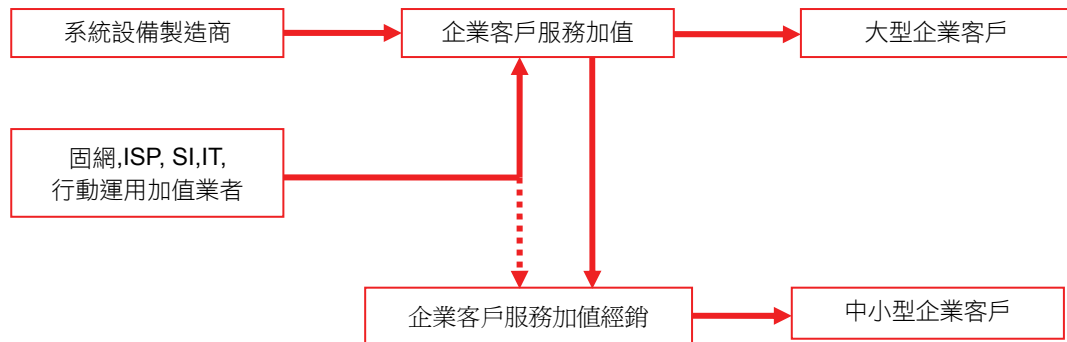 系統設備製造商
企業客戶服務加值
大型企業客戶
固網,ISP, SI,IT,
行動運用加值業者
企業客戶服務加值經銷
中小型企業客戶